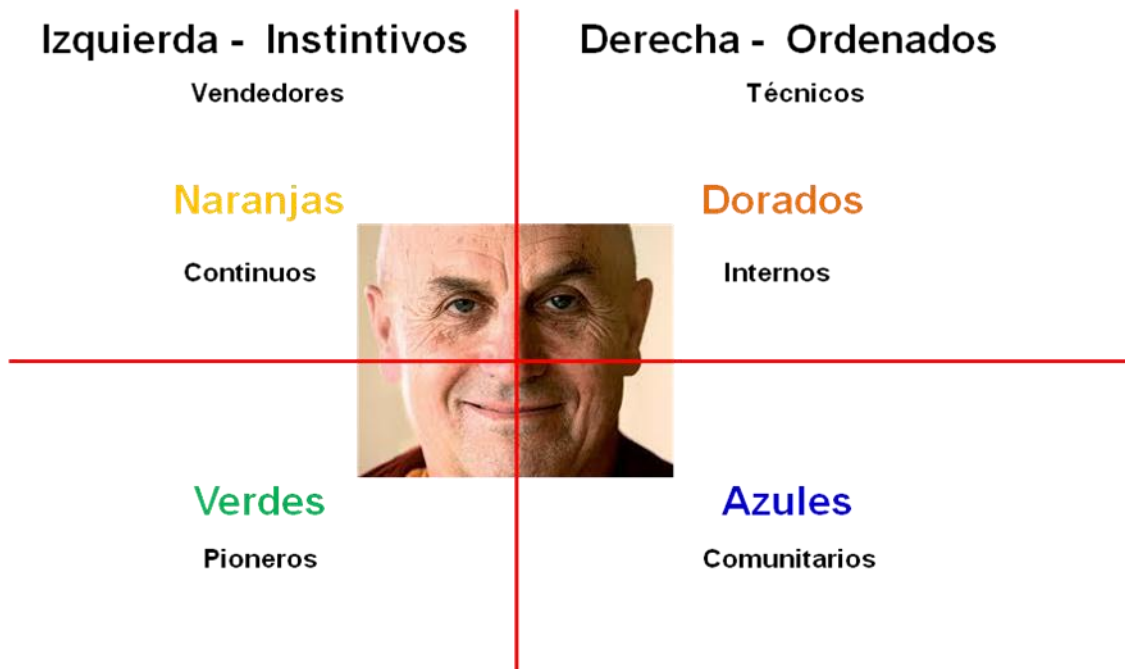 Izquierda - Instintivos
Vendedores
Naranjas
Continuos
Verdes
Pioneros
Derecha - Ordenados
Técnicos
Dorados
Internos
Azules
Comunitarios